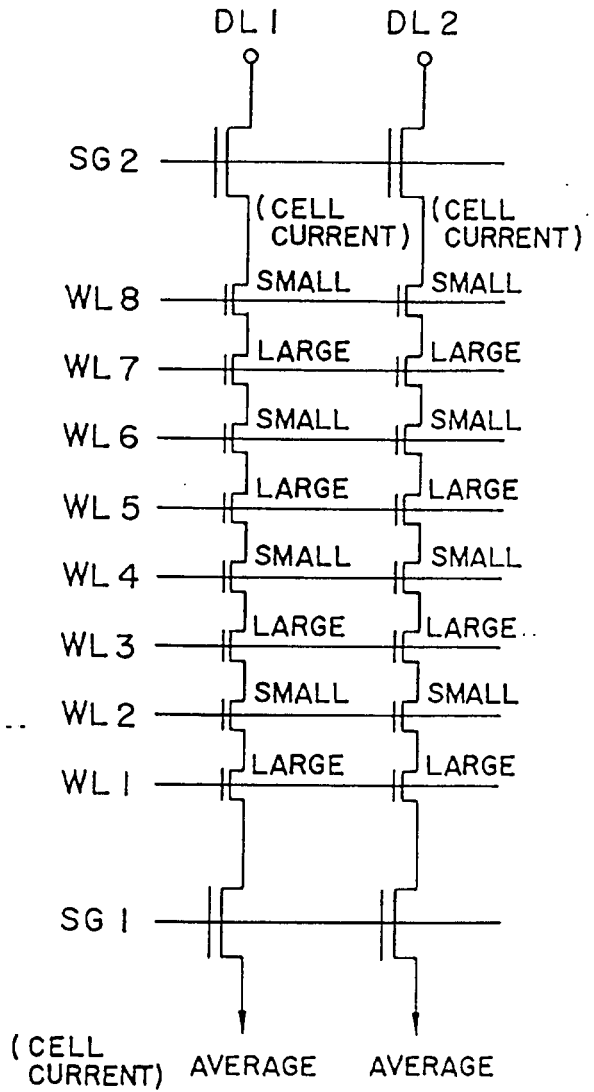 DL1 DL2
SG2
(CELL CURRENT) (CELL CURRENT)
WL8 SMALL SMALL
WL7 LARGE LARGE
WL6 SMALL SMALL
WL5 LARGE LARGE
WL4 SMALL SMALL
WL3 LARGE LARGE
WL2 SMALL SMALL
WL1 LARGE LARGE
SG1
(CELL CURRENT) AVERAGE AVERAGE